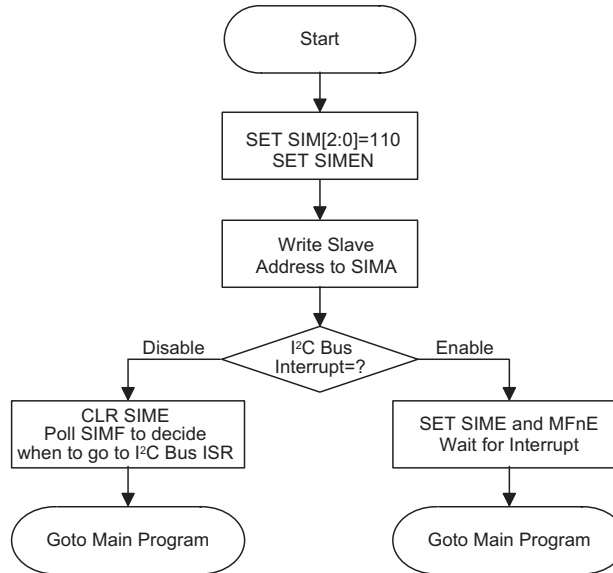 Start
SET SIM[2:0]=110
SET SIMEN
Write Slave
Address to SIMA
I²C Bus
Interrupt=?
Disable
Enable
CLR SIME
Poll SIMF to decide
when to go to I²C Bus ISR
SET SIME and MFnE
Wait for Interrupt
Goto Main Program
Goto Main Program